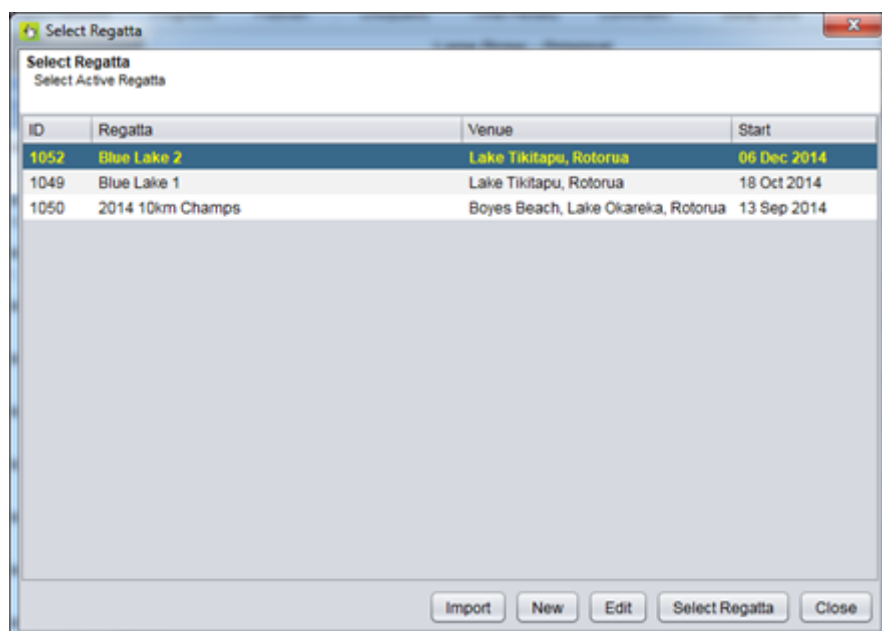 Select Regatta
Select Regatta
Select Active Regatta
ID Regatta Venue Start
1052 Blue Lake 2 Lake Tikitapu, Rotorua 06 Dec 2014
1049 Blue Lake 1 Lake Tikitapu, Rotorua 18 Oct 2014
1050 2014 10km Champs Boyes Beach, Lake Okareka, Rotorua 13 Sep 2014
Import New Edit Select Regatta Close